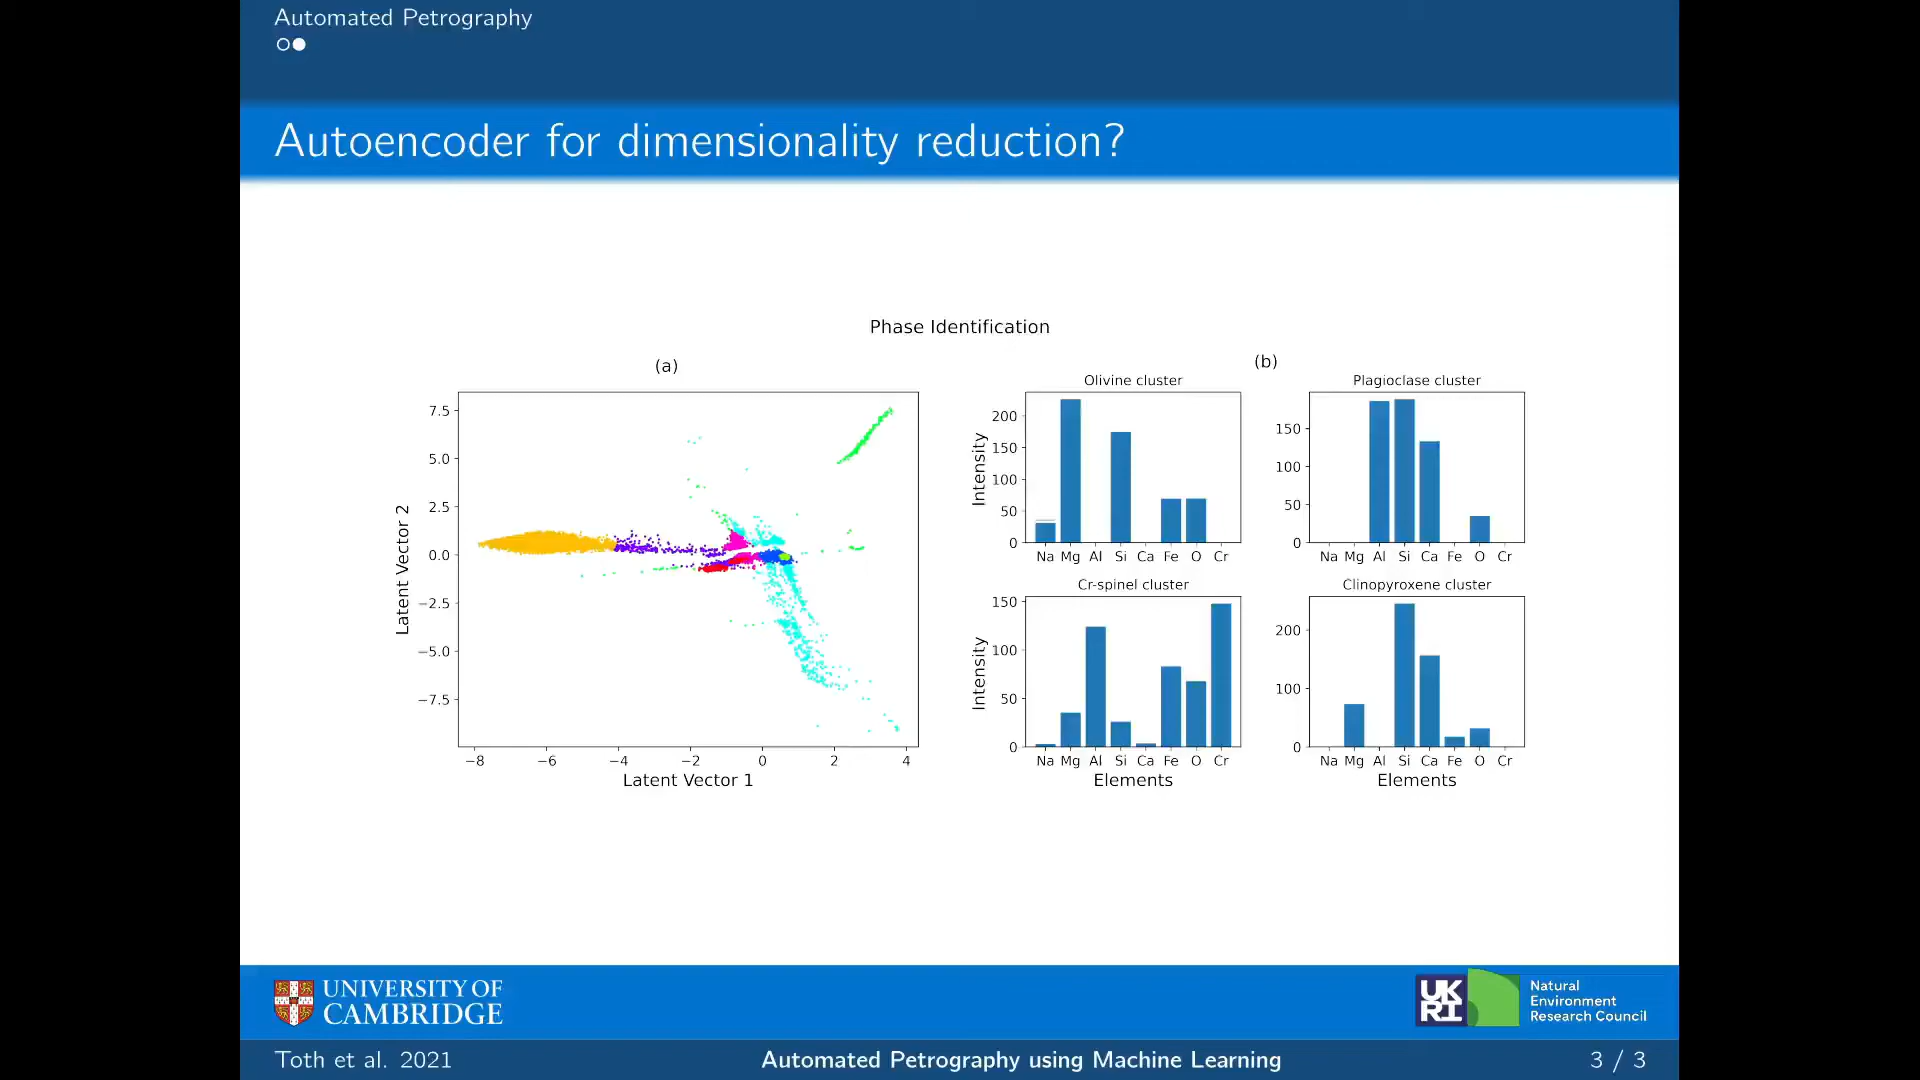 Automated Petrography
Autoencoder for dimensionality reduction?
Phase Identification
(a)
7.5
5.0
2.5
0.0
−2.5
−5.0
−7.5
Latent Vector 2
−8 −6 −4 −2 0 2 4
Latent Vector 1
(b)
Olivine cluster
200
150
100
50
0
Intensity
Na Mg Al Si Ca Fe O Cr
Plagioclase cluster
150
100
50
0
Na Mg Al Si Ca Fe O Cr
Cr-spinel cluster
150
100
50
0
Intensity
Na Mg Al Si Ca Fe O Cr
Elements
Clinopyroxene cluster
200
100
0
Na Mg Al Si Ca Fe O Cr
Elements
UNIVERSITY OF
CAMBRIDGE
UK
RI
Natural
Environment
Research Council
Toth et al. 2021
Automated Petrography using Machine Learning
3 / 3